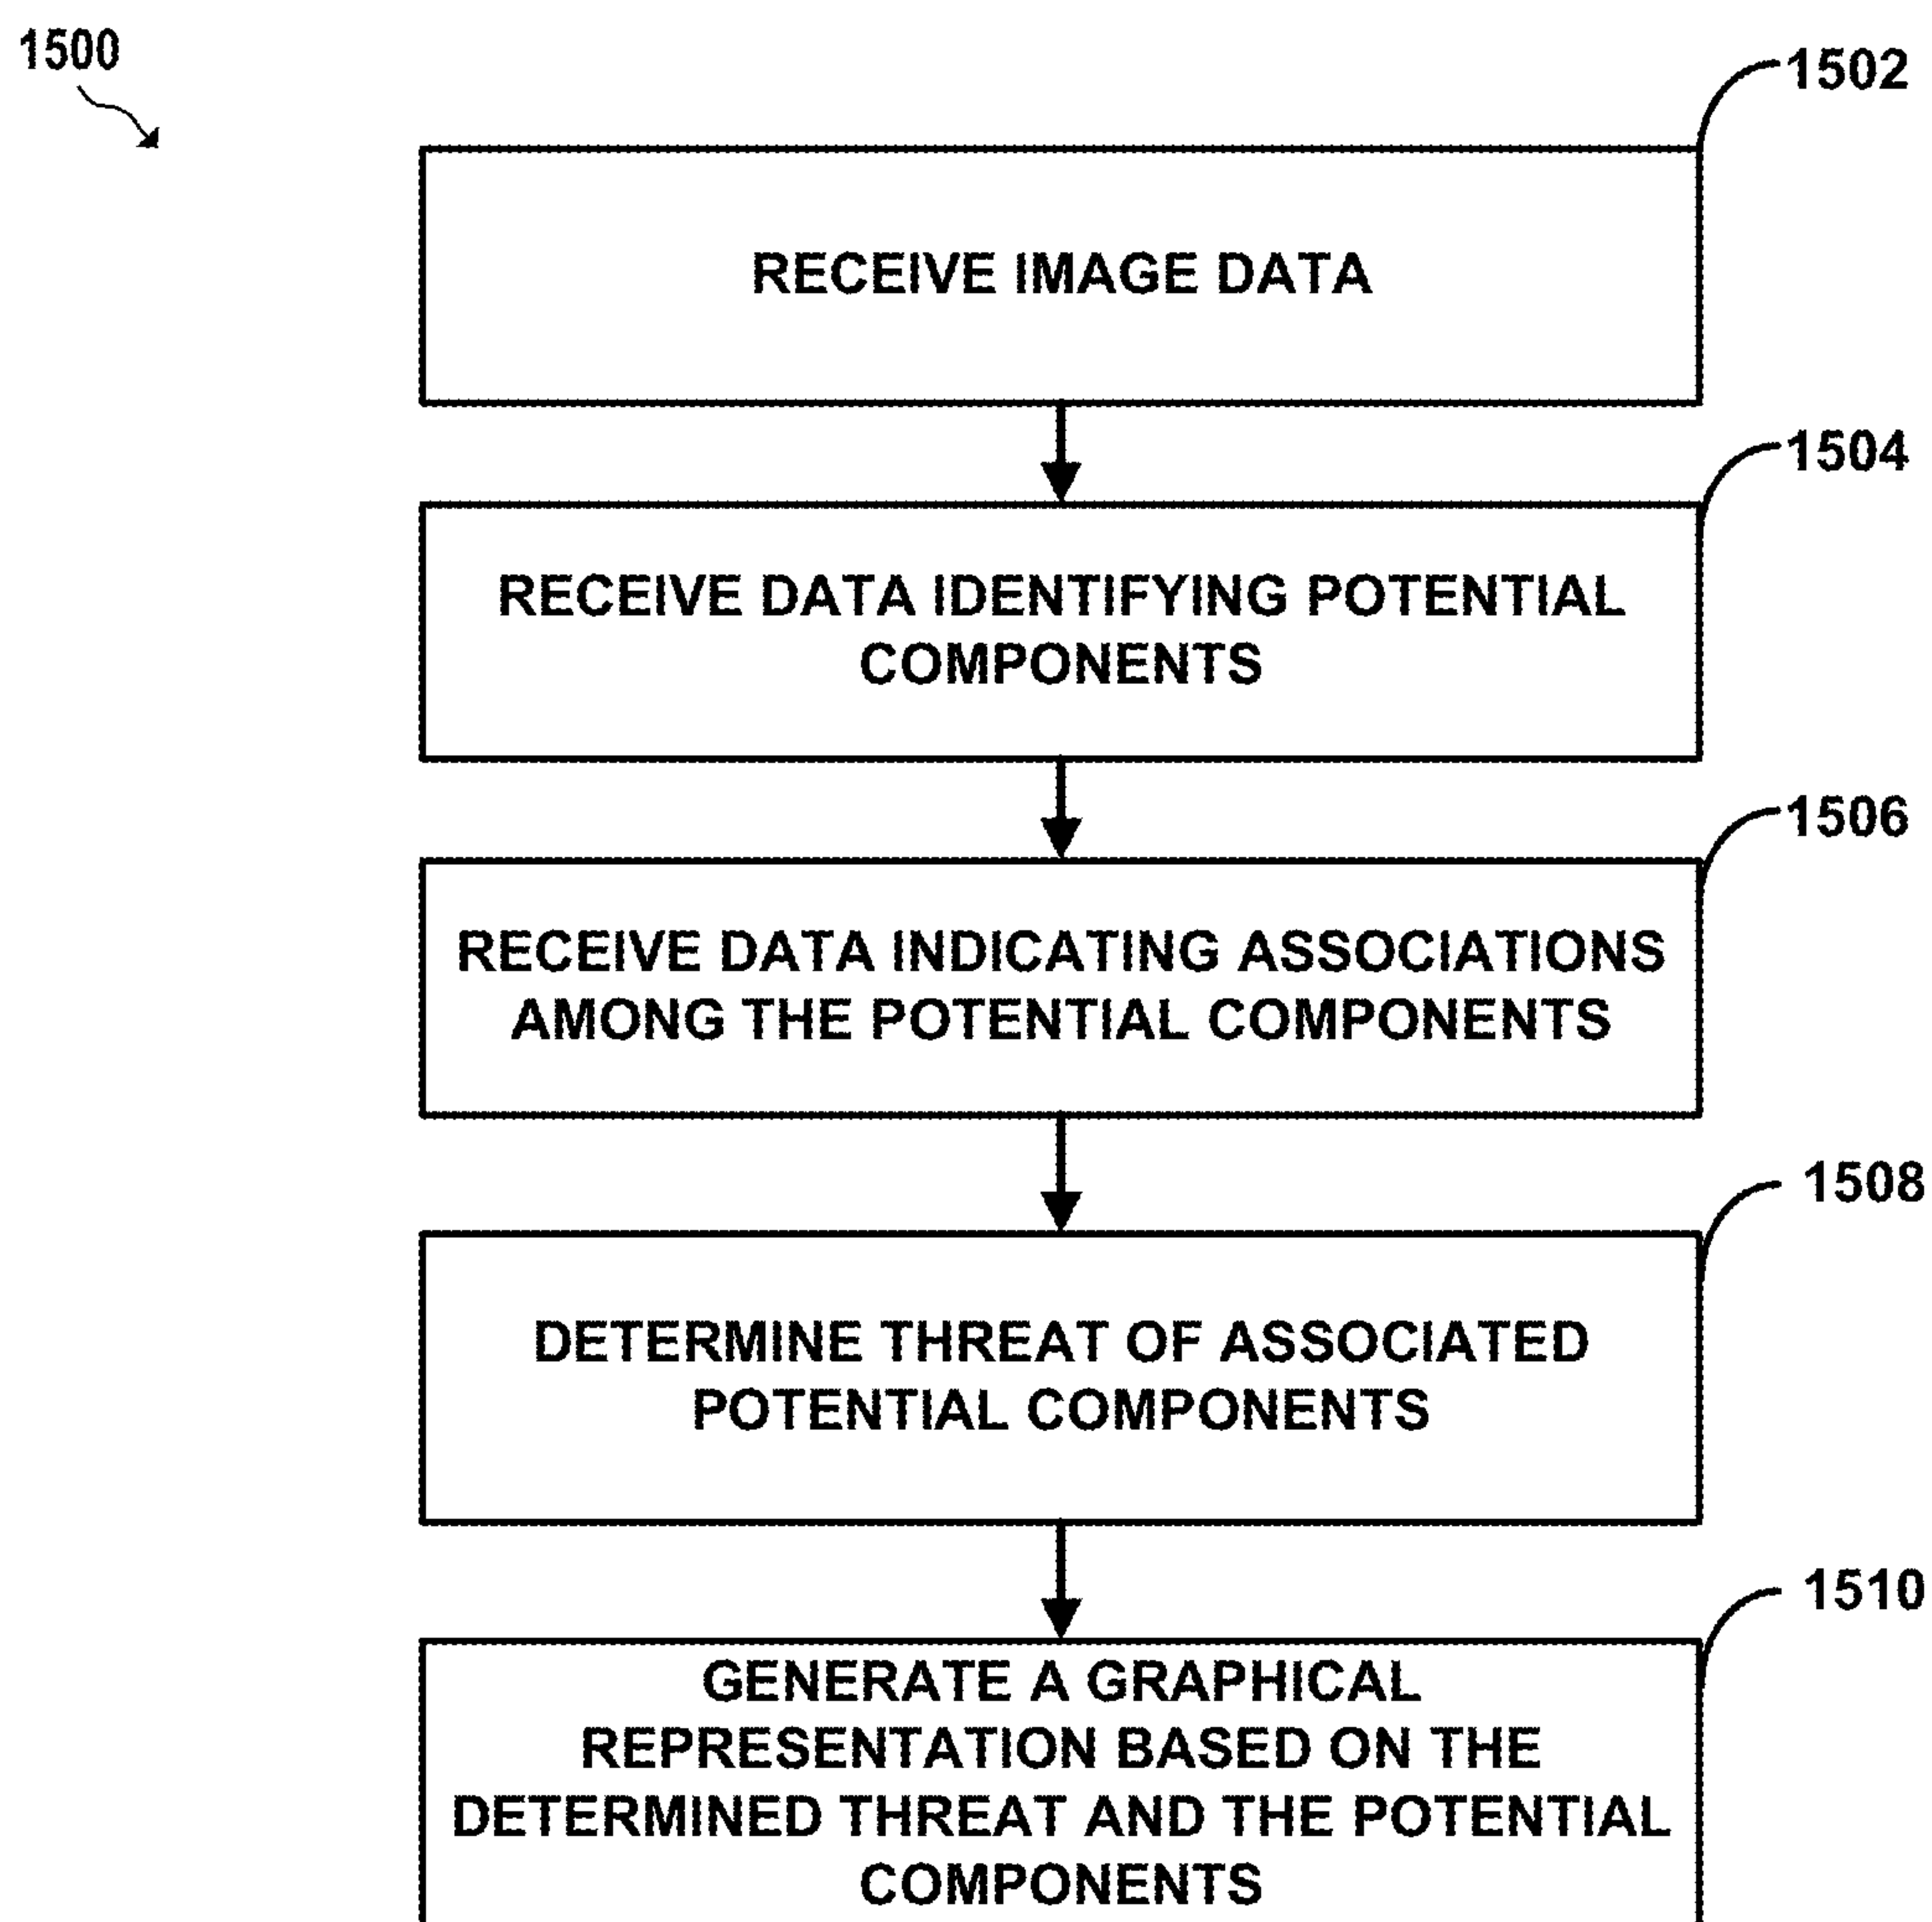 1500
1502
RECEIVE IMAGE DATA
1504
RECEIVE DATA IDENTIFYING POTENTIAL
COMPONENTS
1506
RECEIVE DATA INDICATING ASSOCIATIONS
AMONG THE POTENTIAL COMPONENTS
1508
DETERMINE THREAT OF ASSOCIATED
POTENTIAL COMPONENTS
1510
GENERATE A GRAPHICAL
REPRESENTATION BASED ON THE
DETERMINED THREAT AND THE POTENTIAL
COMPONENTS